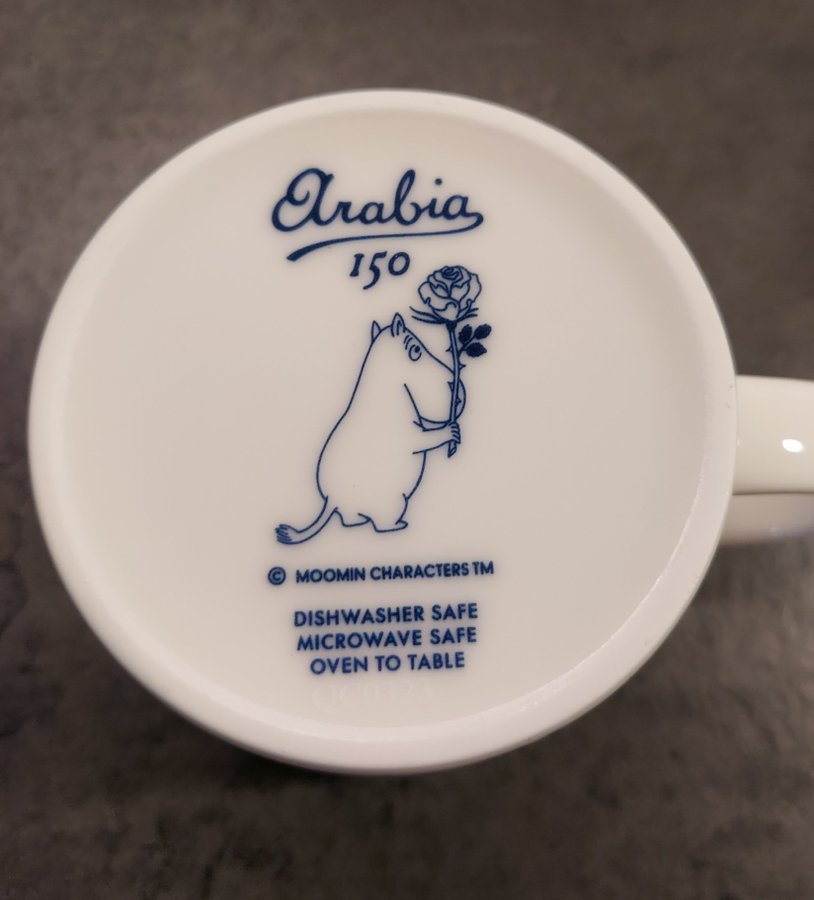 Arabia
150
© MOOMIN CHARACTERS TM
DISHWASHER SAFE
MICROWAVE SAFE
OVEN TO TABLE